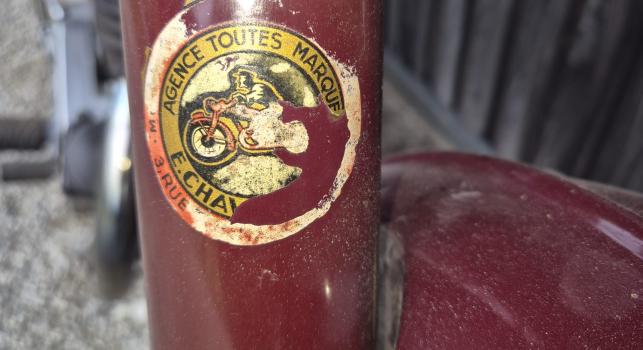 AGENCE TOUTES MARQUE
E CHAV
M
3, RUE